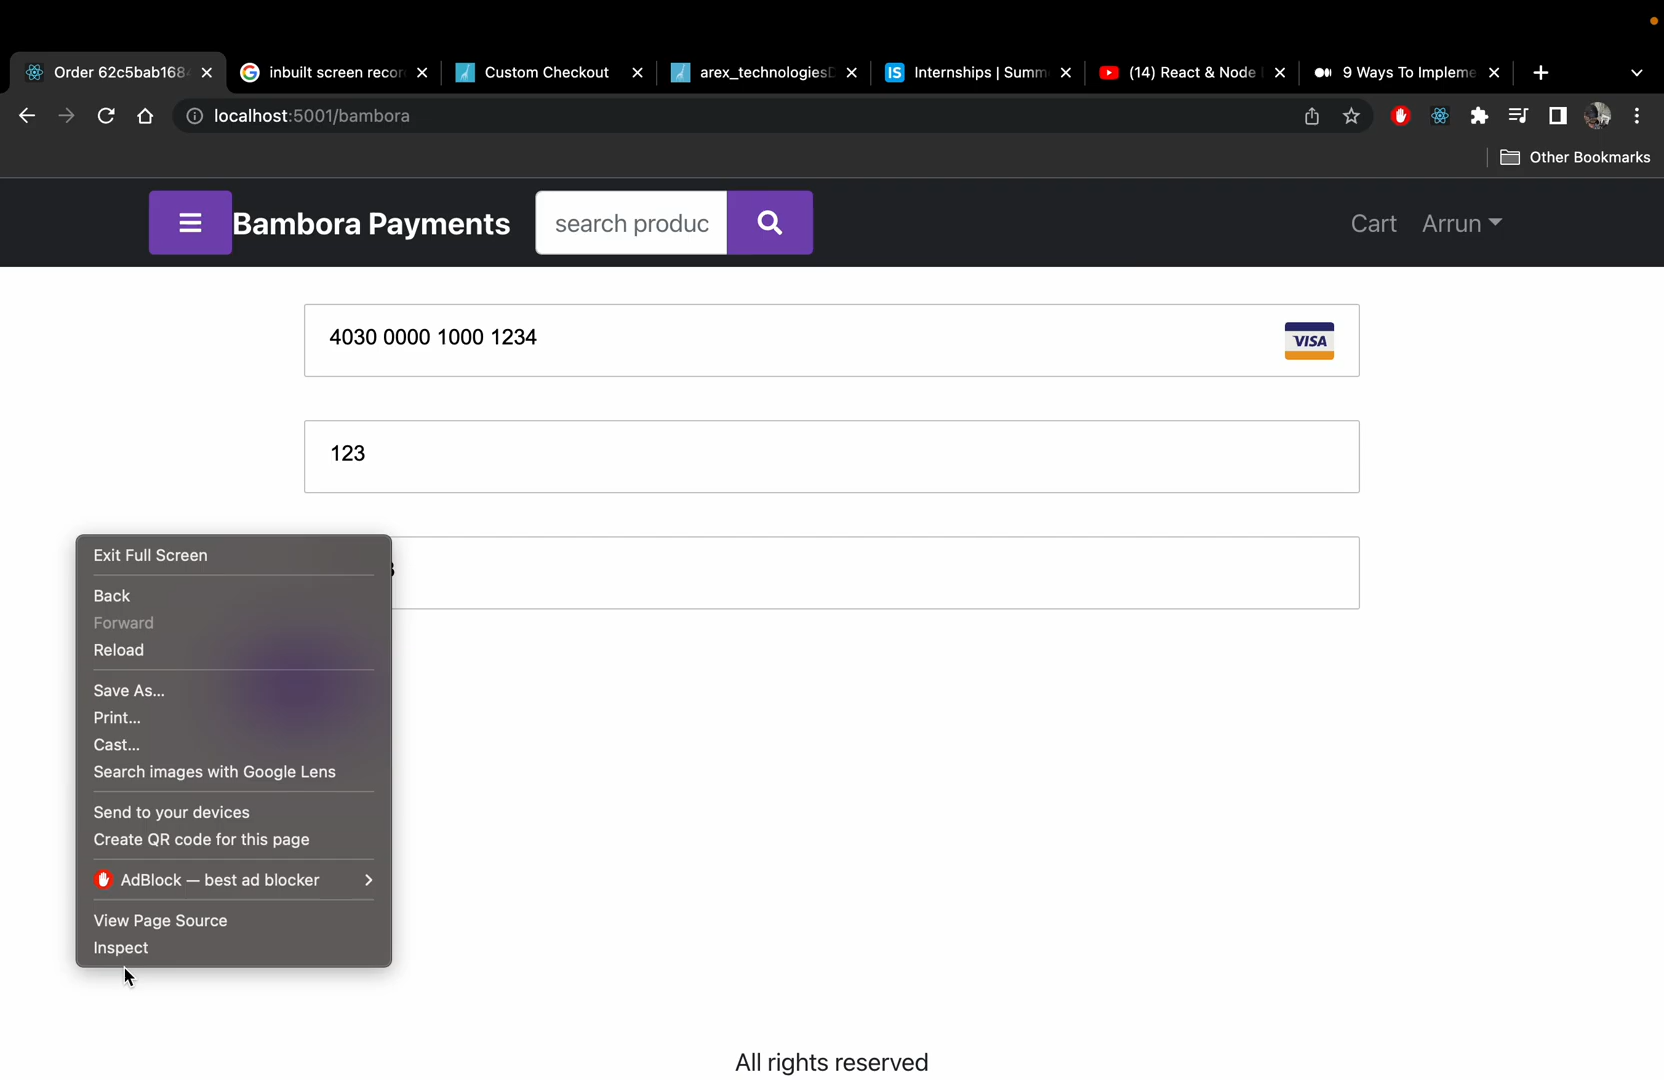 Order 62c5bab168
inbuilt screen recor
Custom Checkout
arex_technologies
IS
Internships | Summ
(14) React & Node
9 Ways To Impleme
localhost:5001/bambora
Other Bookmarks
Bambora Payments
search produc
Cart
Arrun
4030 0000 1000 1234
VISA
123
Exit Full Screen
Back
Forward
Reload
Save As...
Print...
Cast...
Search images with Google Lens
Send to your devices
Create QR code for this page
AdBlock — best ad blocker
View Page Source
Inspect
All rights reserved